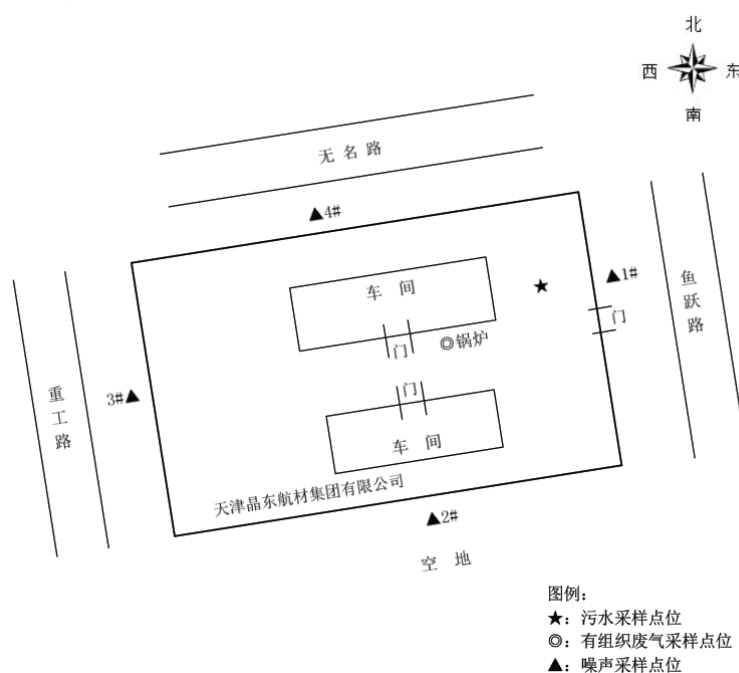 北
西 东
南
无名路
▲4#
▲1#
鱼跃路
车 间
★
门
门
◎锅炉
重工路
3#▲
门
车 间
天津晶东航材集团有限公司
▲2#
空 地
图例：
★：污水采样点位
◎：有组织废气采样点位
▲：噪声采样点位